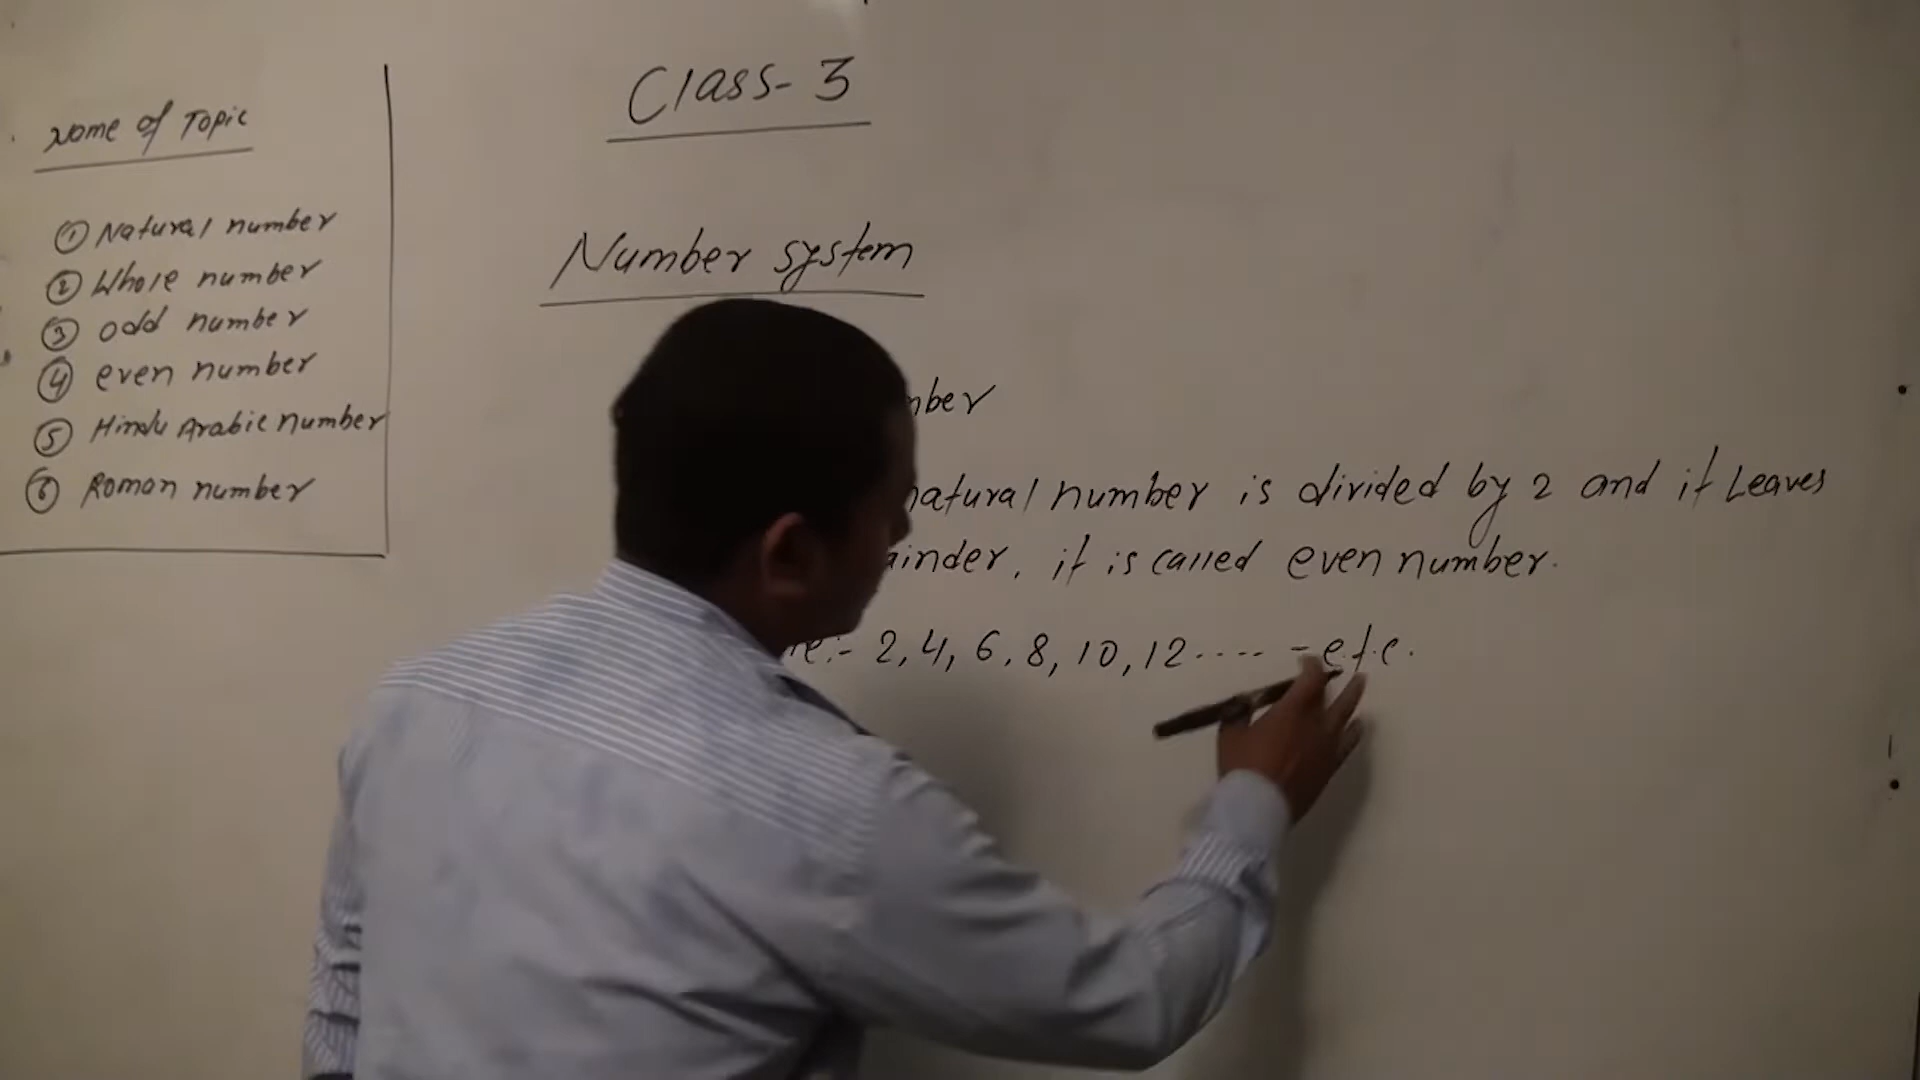 Name of Topic
① Natural number
② Whole number
③ odd number
④ even number
⑤ Hindu Arabic number
⑥ Roman number
Class-3
Number system
natural number is divided by 2 and it Leaves
it is called even number.
2, 4, 6, 8, 10, 12..... - etc.